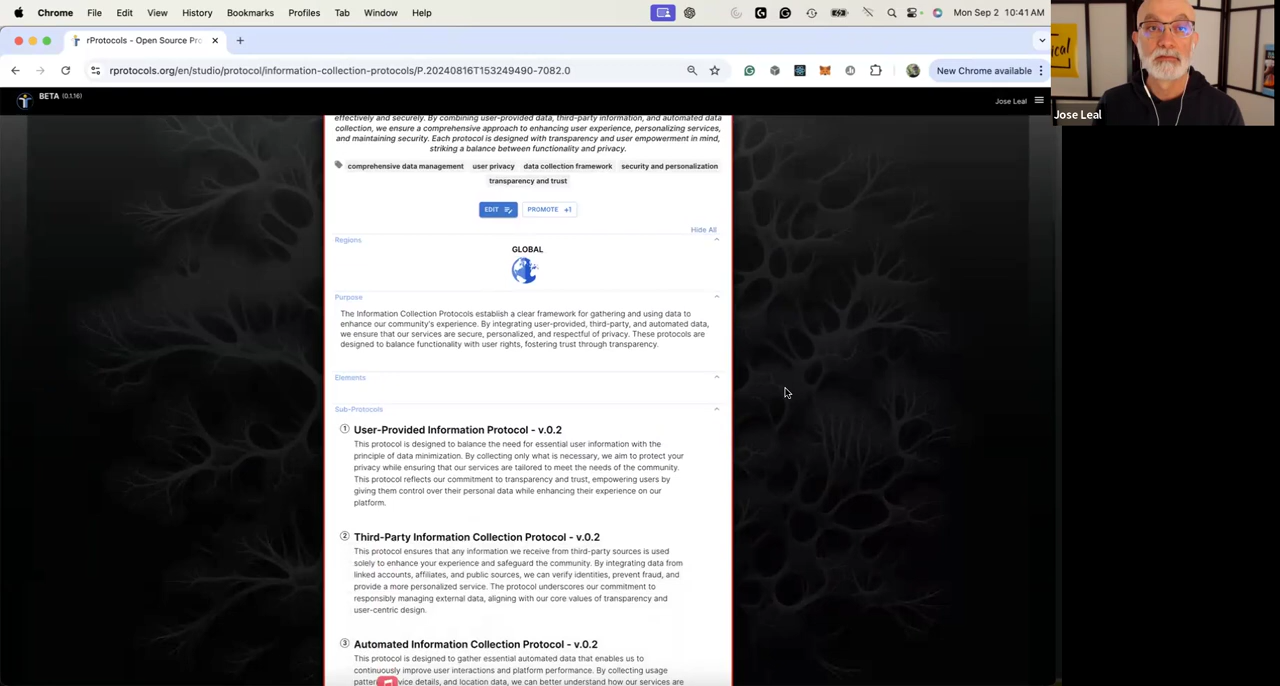 Chrome File Edit View History Bookmarks Profiles Tab Window Help Mon Sep 2 10:41 AM
rProtocols - Open Source Pro
rprotocols.org/en/studio/protocol/information-collection-protocols/P.20240816T153249490-7082.0 New Chrome available
BETA (0.1.16) Jose Leal
Jose Leal
effectively and securely. By combining user-provided data, third-party information, and automated data
collection, we ensure a comprehensive approach to enhancing user experience, personalizing services,
and maintaining security. Each protocol is designed with transparency and user empowerment in mind,
striking a balance between functionality and privacy.
comprehensive data management user privacy data collection framework security and personalization
transparency and trust
EDIT PROMOTE +1
Hide All
Regions
GLOBAL
Purpose
The Information Collection Protocols establish a clear framework for gathering and using data to
enhance our community's experience. By integrating user-provided, third-party, and automated data,
we ensure that our services are secure, personalized, and respectful of privacy. These protocols are
designed to balance functionality with user rights, fostering trust through transparency.
Elements
Sub-Protocols
1 User-Provided Information Protocol - v.0.2
This protocol is designed to balance the need for essential user information with the
principle of data minimization. By collecting only what is necessary, we aim to protect your
privacy while ensuring that our services are tailored to meet the needs of the community.
This protocol reflects our commitment to transparency and trust, empowering users by
giving them control over their personal data while enhancing their experience on our
platform.
2 Third-Party Information Collection Protocol - v.0.2
This protocol ensures that any information we receive from third-party sources is used
solely to enhance your experience and safeguard the community. By integrating data from
linked accounts, affiliates, and public sources, we can verify identities, prevent fraud, and
provide a more personalized service. The protocol underscores our commitment to
responsibly managing external data, aligning with our core values of transparency and
user-centric design.
3 Automated Information Collection Protocol - v.0.2
This protocol is designed to gather essential automated data that enables us to
continuously improve user interactions and platform performance. By collecting usage
details, and location data, we can better understand how our services are